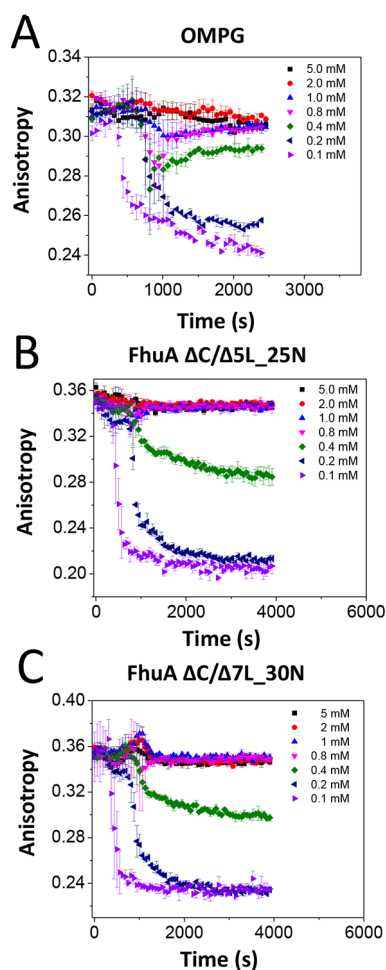 A
OMPG
0.34
0.32
0.30
0.28
0.26
0.24
Anisotropy
5.0 mM
2.0 mM
1.0 mM
0.8 mM
0.4 mM
0.2 mM
0.1 mM
0 1000 2000 3000
Time (s)
B
FhuA ΔC/Δ5L_25N
0.36
0.32
0.28
0.24
0.20
Anisotropy
5.0 mM
2.0 mM
1.0 mM
0.8 mM
0.4 mM
0.2 mM
0.1 mM
0 2000 4000 6000
Time (s)
C
FhuA ΔC/Δ7L_30N
0.40
0.36
0.32
0.28
0.24
Anisotropy
5 mM
2 mM
1 mM
0.8 mM
0.4 mM
0.2 mM
0.1 mM
0 2000 4000 6000
Time (s)